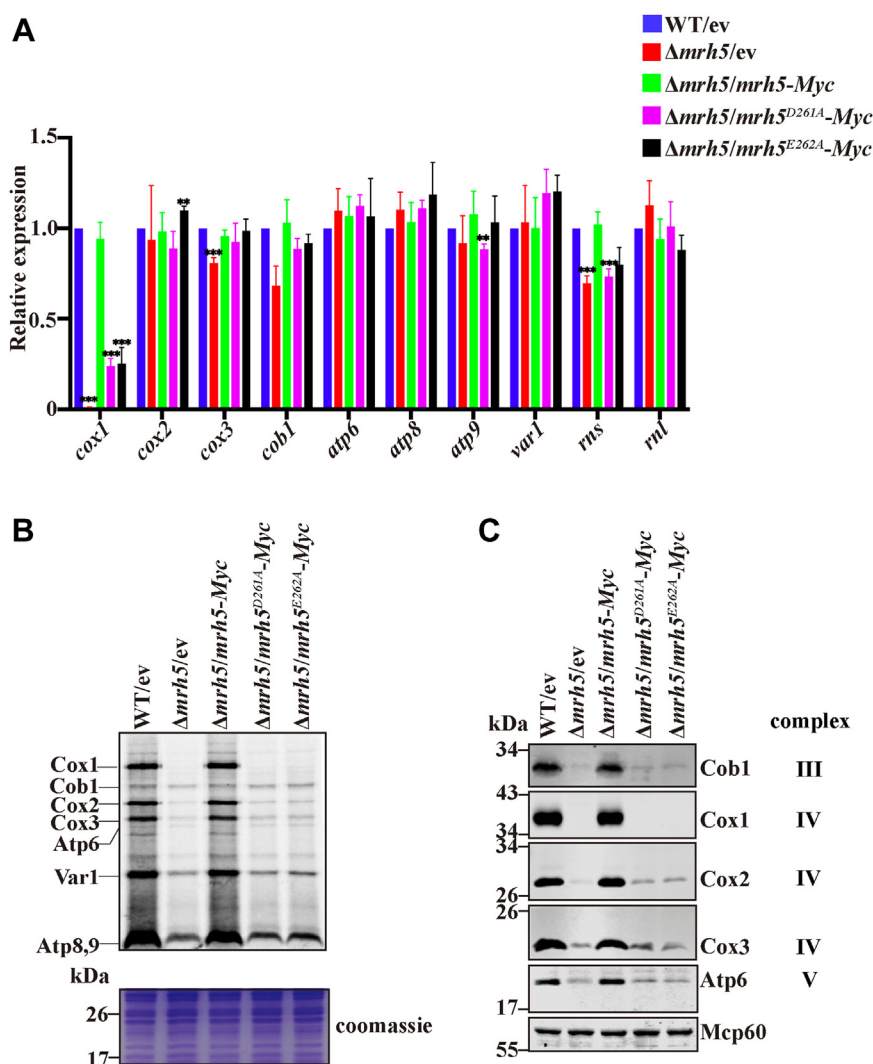 A
WT/ev
Δmrh5/ev
Δmrh5/mrh5-Myc
Δmrh5/mrh5D261A-Myc
Δmrh5/mrh5E262A-Myc
Relative expression
1.5
1.0
0.5
0
*** *** ***
**
***
**
*** ***
cox1 cox2 cox3 cob1 atp6 atp8 atp9 var1 rns rnl
B
WT/ev
Δmrh5/ev
Δmrh5/mrh5-Myc
Δmrh5/mrh5D261A-Myc
Δmrh5/mrh5E262A-Myc
Cox1
Cob1
Cox2
Cox3
Atp6
Var1
Atp8,9
kDa
26
17
coomassie
C
WT/ev
Δmrh5/ev
Δmrh5/mrh5-Myc
Δmrh5/mrh5D261A-Myc
Δmrh5/mrh5E262A-Myc
kDa
complex
34
Cob1 III
43
Cox1 IV
34
34
Cox2 IV
26
26
Cox3 IV
Atp6 V
17
Mcp60
55